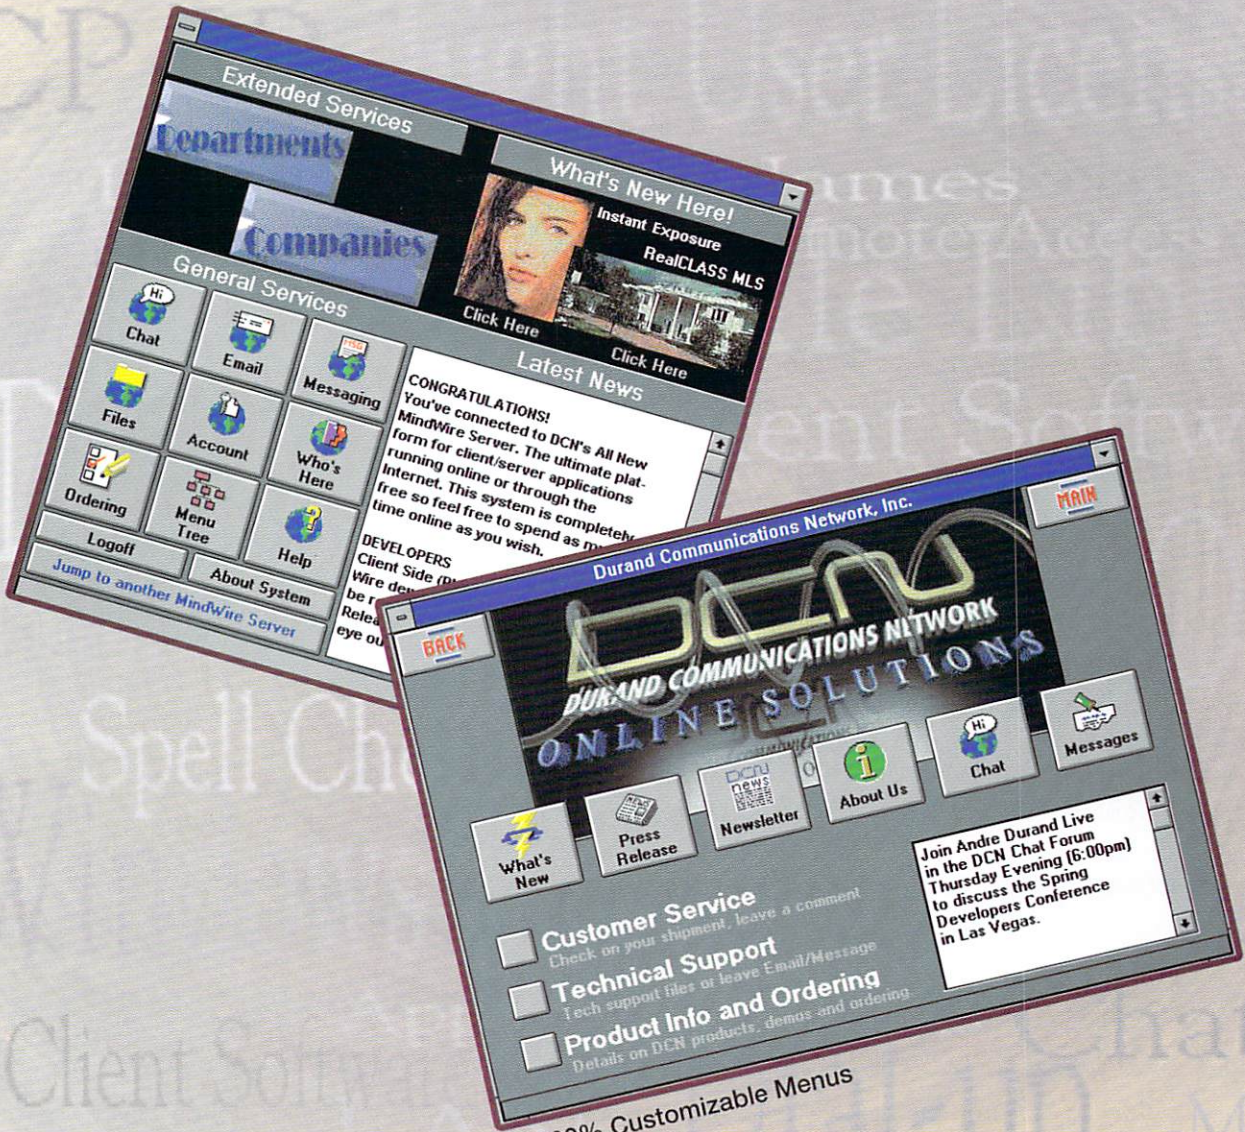 Extended Services
Departments
Companies
What's New Here!
Instant Exposure
RealCLASS MLS
Click Here
Click Here
General Services
Chat
Email
Messaging
Files
Account
Who's
Here
Ordering
Menu
Tree
Help
Logoff
About System
Jump to another MindWire Server
Latest News
CONGRATULATIONS!
You've connected to DCN's All New
MindWire Server. The ultimate plat-
form for client/server applications
running online or through the
Internet. This system is completely
free so feel free to spend as
time online as you wish.
DEVELOPERS
Client Side
Wire
be
eye
Durand Communications Network, Inc.
BACK
MAIN
DCN
DURAND COMMUNICATIONS NETWORK
ONLINE SOLUTIONS
What's
New
Press
Release
DCN
news
Newsletter
About Us
Hi
Chat
Messages
Customer Service
Check on your shipment, leave a comment
Technical Support
Tech support files or leave Email/Message
Product Info and Ordering
Details on DCN products, demos and ordering
Join Andre Durand Live
in the DCN Chat Forum
Thursday Evening (6:00pm)
to discuss the Spring
Developers Conference
in Las Vegas.
Customizable Menus
Spell
Client
Chat